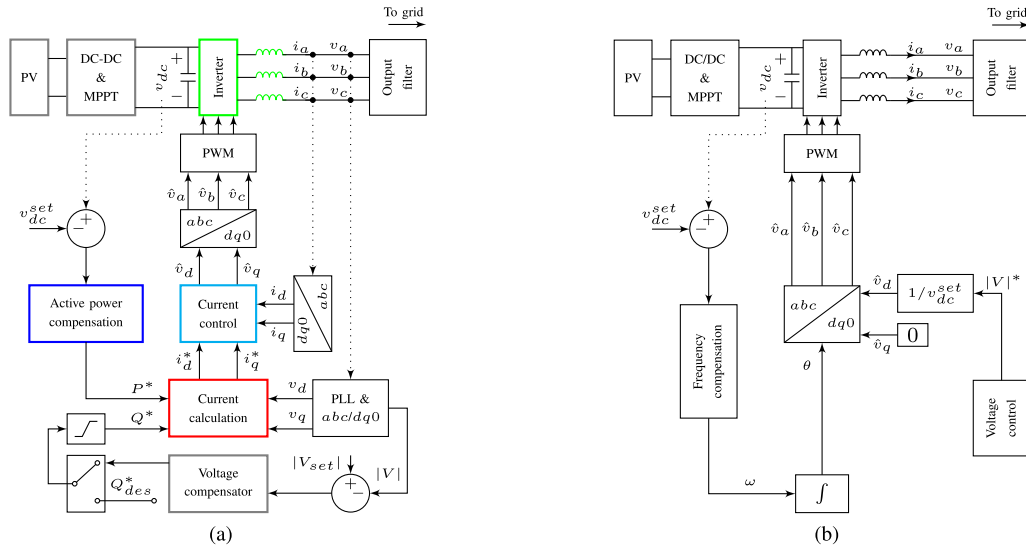 To grid
PV
DC-DC
&
MPPT
v_dc
+
−
Inverter
i_a
i_b
i_c
v_a
v_b
v_c
Output
filter
PWM
v̂_a
v̂_b
v̂_c
v_dc^set
+
−
abc
dq0
v̂_d
v̂_q
Active power
compensation
Current
control
i_d
i_q
abc
dq0
i_d^*
i_q^*
P^*
Current
calculation
v_d
v_q
PLL &
abc/dq0
Q^*
Q_des^*
Voltage
compensator
|V_set|
+
−
|V|
(a)
To grid
PV
DC/DC
&
MPPT
v_dc
+
−
Inverter
i_a
i_b
i_c
v_a
v_b
v_c
Output
filter
PWM
v_dc^set
+
−
v̂_a
v̂_b
v̂_c
abc
dq0
v̂_d
1/v_dc^set
|V|^*
v̂_q
0
Frequency
compensation
θ
Voltage
control
ω
∫
(b)